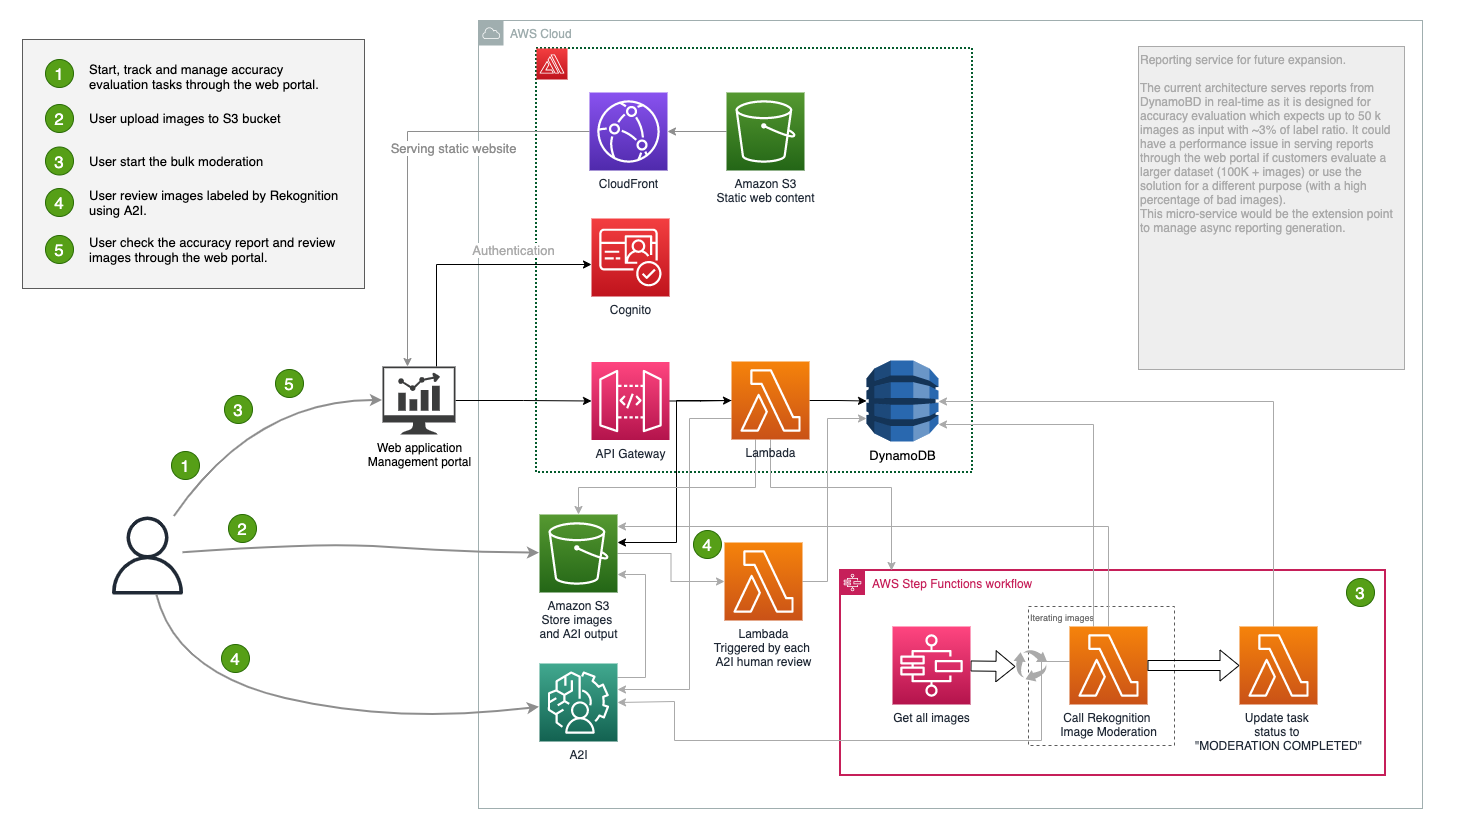 1
Start, track and manage accuracy
evaluation tasks through the web portal.
2
User upload images to S3 bucket
3
User start the bulk moderation
4
User review images labeled by Rekognition
using A2I.
5
User check the accuracy report and review
images through the web portal.
AWS Cloud
Reporting service for future expansion.
The current architecture serves reports from
DynamoBD in real-time as it is designed for
accuracy evaluation which expects up to 50 k
images as input with ~3% of label ratio. It could
have a performance issue in serving reports
through the web portal if customers evaluate a
larger dataset (100K + images) or use the
solution for a different purpose (with a high
percentage of bad images).
This micro-service would be the extension point
to manage async reporting generation.
Serving static website
CloudFront
Amazon S3
Static web content
Authentication
Cognito
5
3
1
Web application
Management portal
</>
API Gateway
Lambada
DynamoDB
2
4
Amazon S3
Store images
and A2I output
4
Lambada
Triggered by each
A2I human review
A2I
AWS Step Functions workflow
3
Iterating images
Get all images
Call Rekognition
Image Moderation
Update task
status to
"MODERATION COMPLETED"